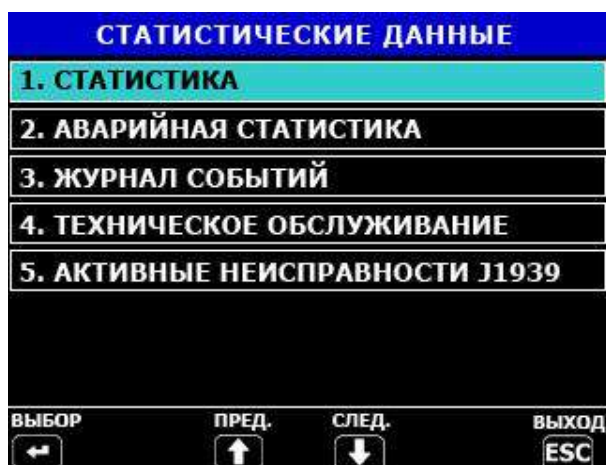 СТАТИСТИЧЕСКИЕ ДАННЫЕ
1. СТАТИСТИКА
2. АВАРИЙНАЯ СТАТИСТИКА
3. ЖУРНАЛ СОБЫТИЙ
4. ТЕХНИЧЕСКОЕ ОБСЛУЖИВАНИЕ
5. АКТИВНЫЕ НЕИСПРАВНОСТИ J1939
ВЫБОР ПРЕД. СЛЕД. ВЫХОД
ESC